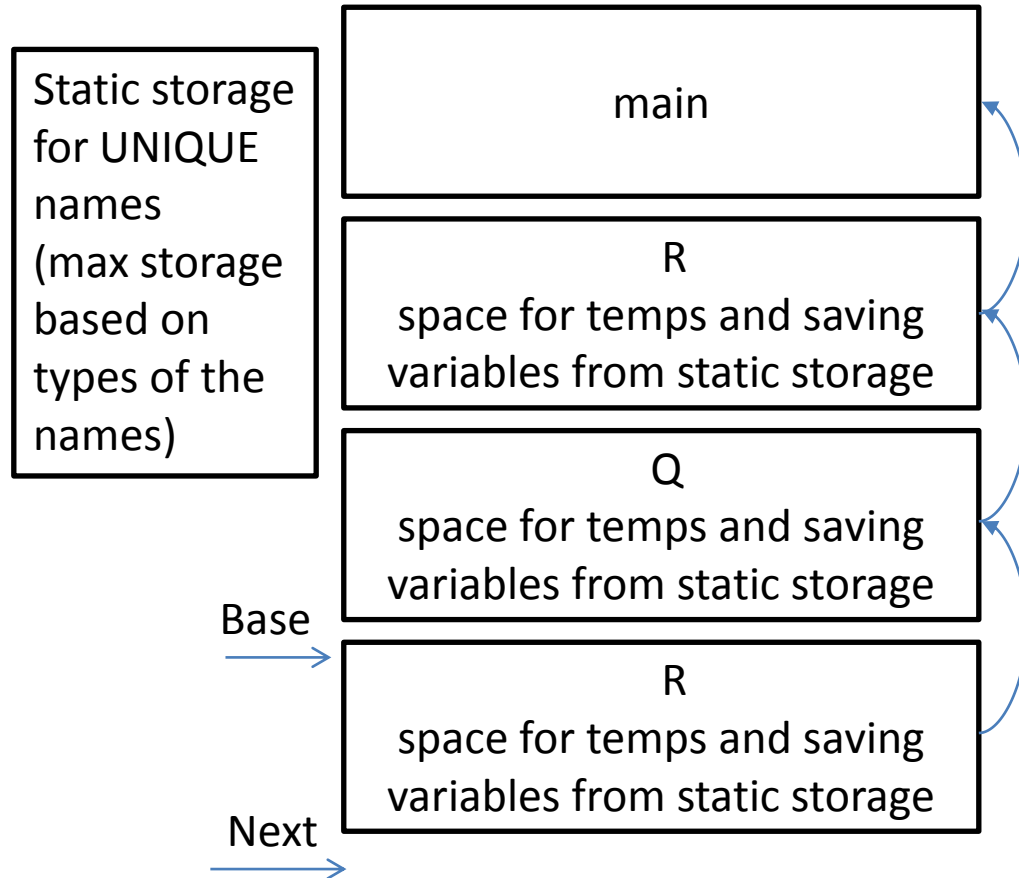 Static storage
for UNIQUE
names
(max storage
based on
types of the
names)
main
R
space for temps and saving
variables from static storage
Q
space for temps and saving
variables from static storage
Base
R
space for temps and saving
variables from static storage
Next